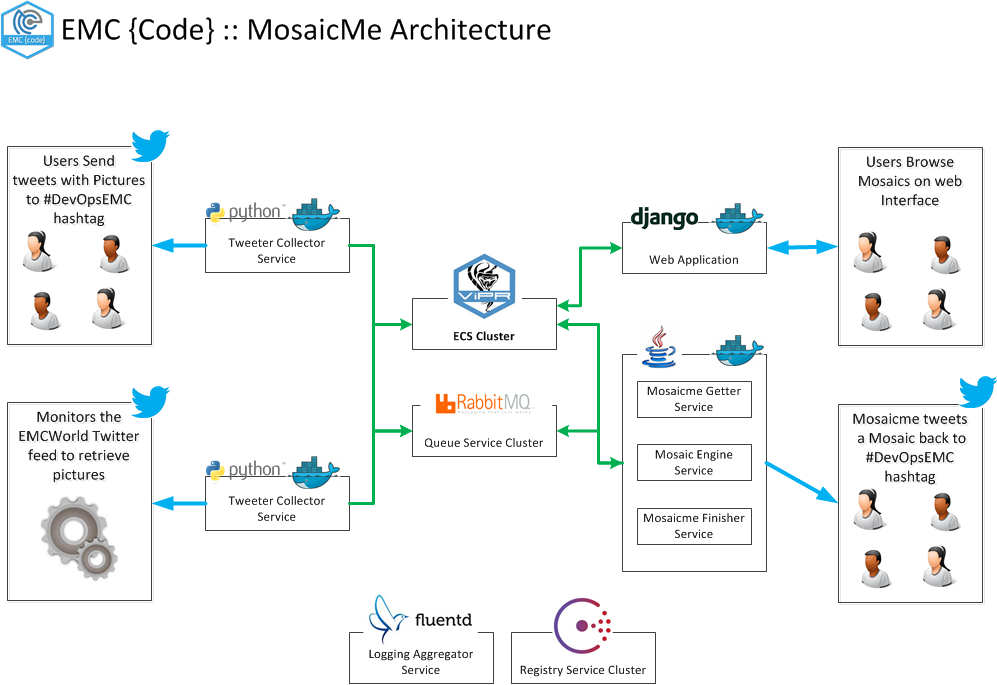 EMC {code}
EMC {Code} :: MosaicMe Architecture
Users Send
tweets with Pictures
to #DevOpsEMC
hashtag
python™
Tweeter Collector
Service
Monitors the
EMCWorld Twitter
feed to retrieve
pictures
python™
Tweeter Collector
Service
ViPR
ECS Cluster
RabbitMQ
Queue Service Cluster
django
Web Application
Java
Mosaicme Getter
Service
Mosaic Engine
Service
Mosaicme Finisher
Service
Users Browse
Mosaics on web
Interface
Mosaicme tweets
a Mosaic back to
#DevOpsEMC
hashtag
fluentd
Logging Aggregator
Service
Registry Service Cluster